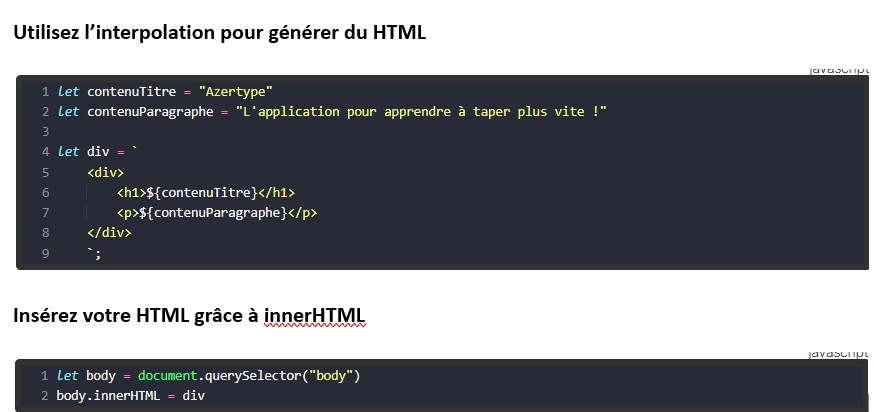 Utilisez l’interpolation pour générer du HTML
javascript
1 let contenuTitre = "Azertype"
2 let contenuParagraphe = "L'application pour apprendre à taper plus vite !"
3
4 let div = `
5     <div>
6         <h1>${contenuTitre}</h1>
7         <p>${contenuParagraphe}</p>
8     </div>
9     `;
Insérez votre HTML grâce à innerHTML
javascript
1 let body = document.querySelector("body")
2 body.innerHTML = div